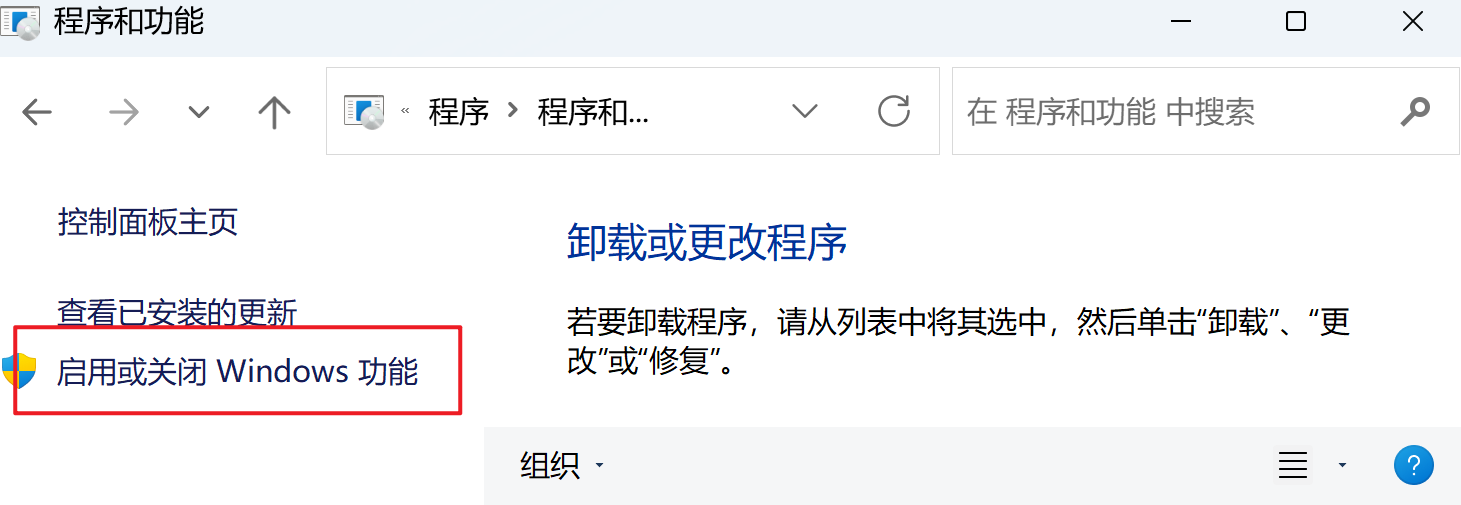 程序和功能
« 程序 > 程序和...
在 程序和功能 中搜索
控制面板主页
查看已安装的更新
启用或关闭 Windows 功能
卸载或更改程序
若要卸载程序，请从列表中将其选中，然后单击“卸载”、“更
改”或“修复”。
组织
?